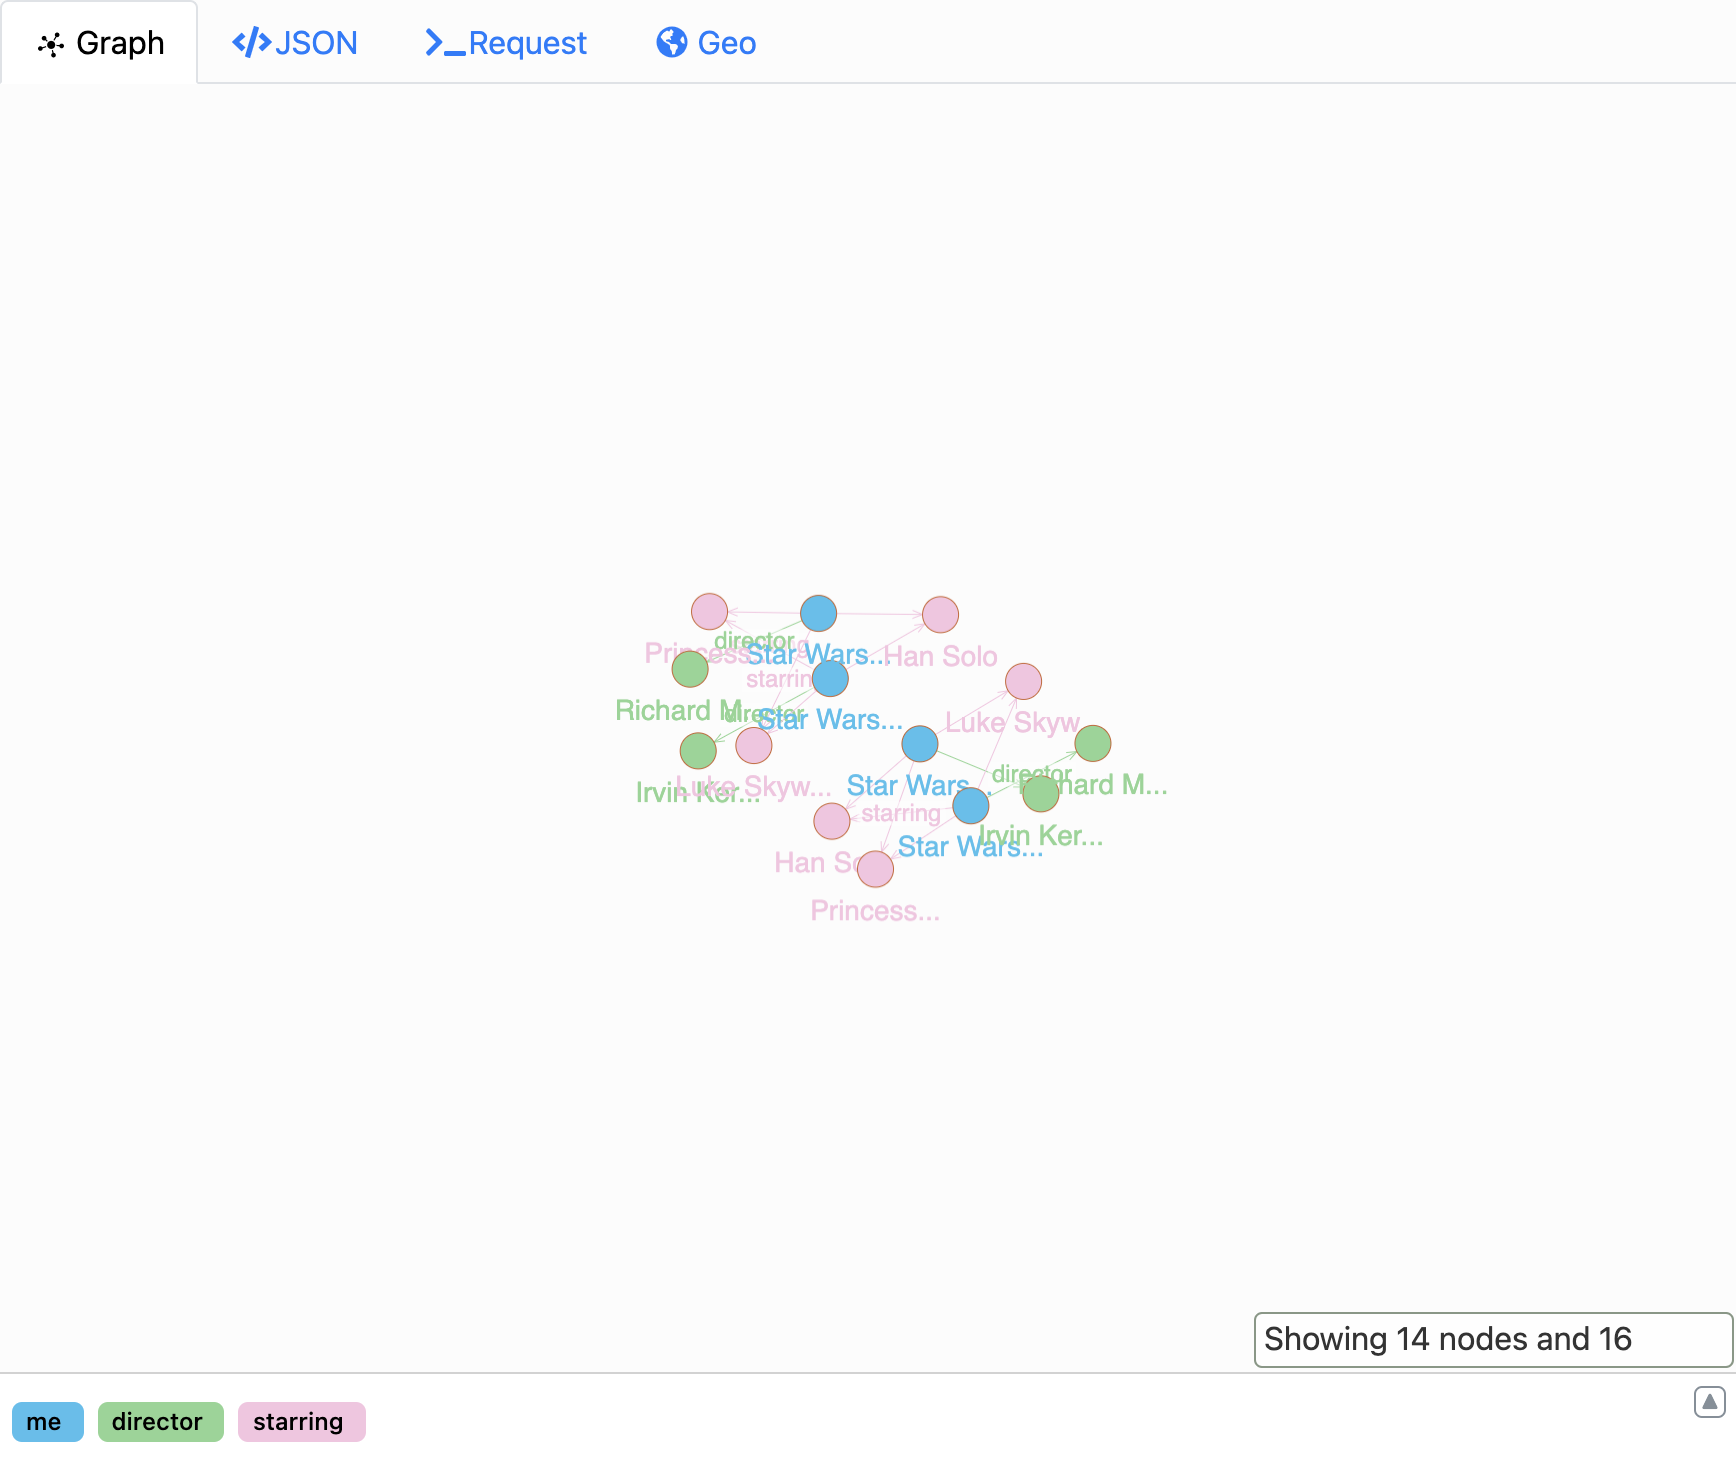 Graph
JSON
Request
Geo
Princess
director
Star Wars...
Han Solo
starrin
Richard M
director
Star Wars...
Luke Skyw
Irvin Ker...
Luke Skyw...
Star Wars...
director
Richard M...
starring
Irvin Ker...
Star Wars...
Han So
Princess...
Showing 14 nodes and 16
me
director
starring